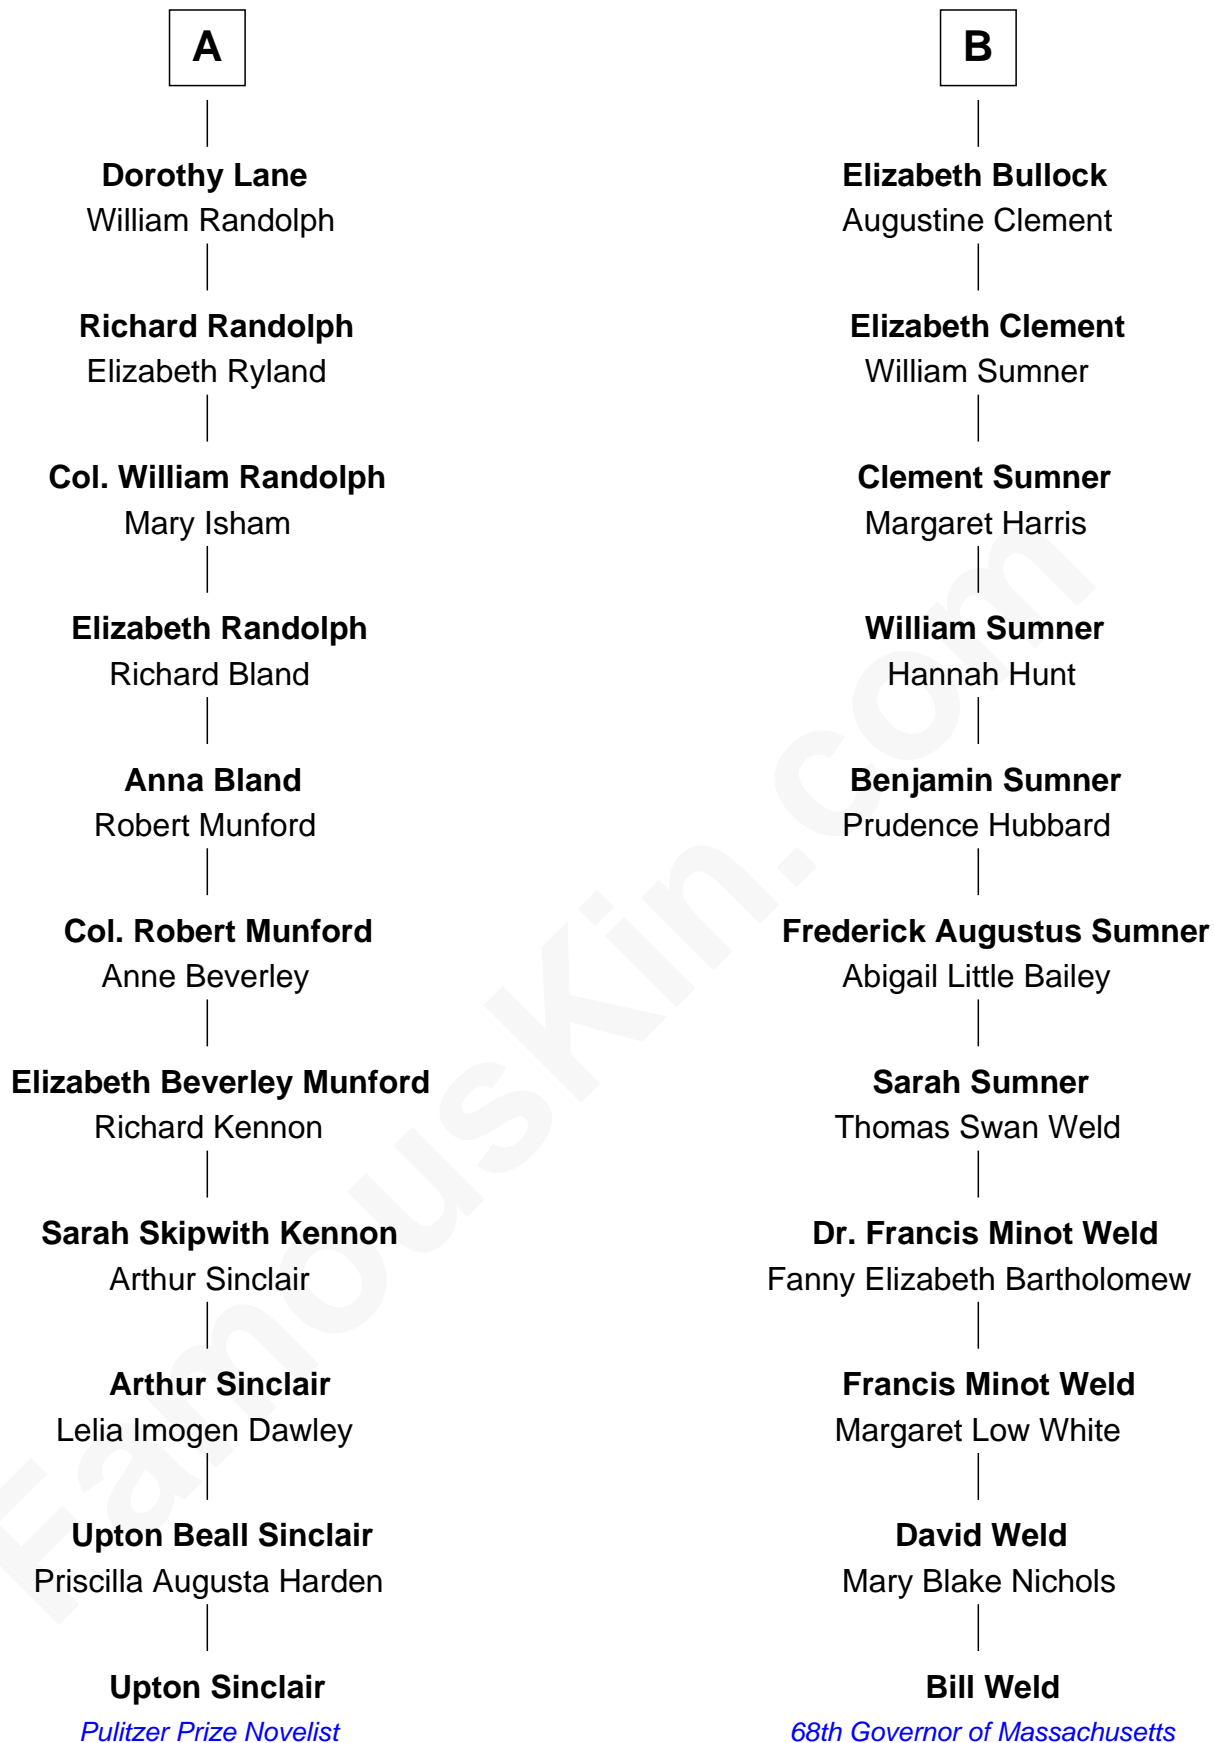 A
Dorothy Lane
William Randolph
Richard Randolph
Elizabeth Ryland
Col. William Randolph
Mary Isham
Elizabeth Randolph
Richard Bland
Anna Bland
Robert Munford
Col. Robert Munford
Anne Beverley
Elizabeth Beverley Munford
Richard Kennon
Sarah Skipwith Kennon
Arthur Sinclair
Arthur Sinclair
Lelia Imogen Dawley
Upton Beall Sinclair
Priscilla Augusta Harden
Upton Sinclair
Pulitzer Prize Novelist
B
Elizabeth Bullock
Augustine Clement
Elizabeth Clement
William Sumner
Clement Sumner
Margaret Harris
William Sumner
Hannah Hunt
Benjamin Sumner
Prudence Hubbard
Frederick Augustus Sumner
Abigail Little Bailey
Sarah Sumner
Thomas Swan Weld
Dr. Francis Minot Weld
Fanny Elizabeth Bartholomew
Francis Minot Weld
Margaret Low White
David Weld
Mary Blake Nichols
Bill Weld
68th Governor of Massachusetts
FamousKin.com